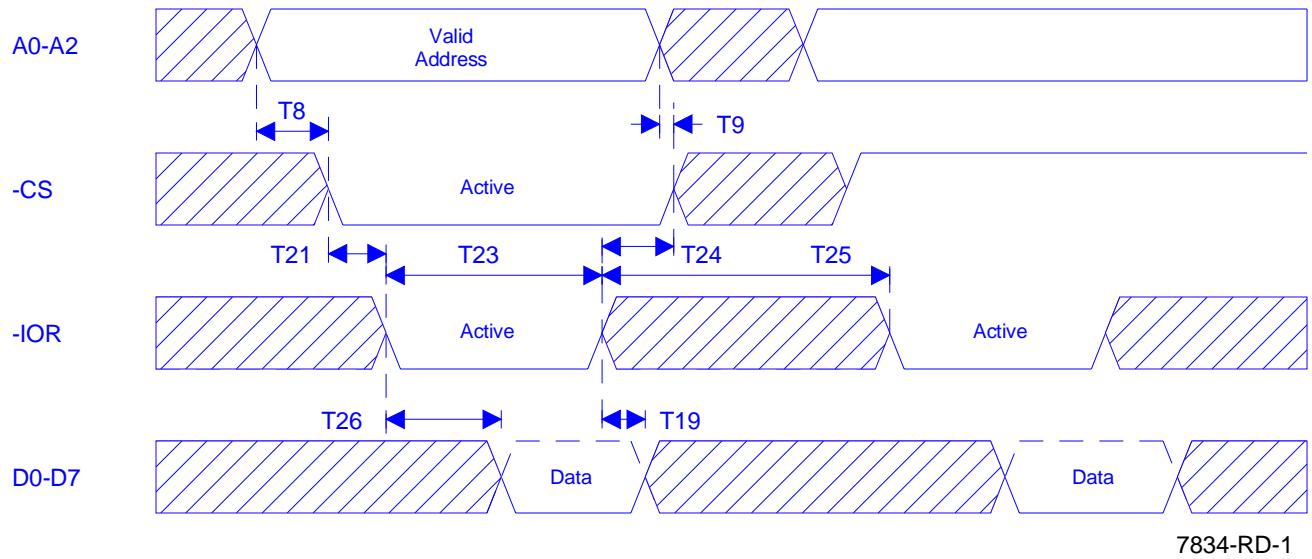 A0-A2
Valid
Address
T8
T9
-CS
Active
T21
T23
T24
T25
-IOR
Active
Active
T26
T19
D0-D7
Data
Data
7834-RD-1